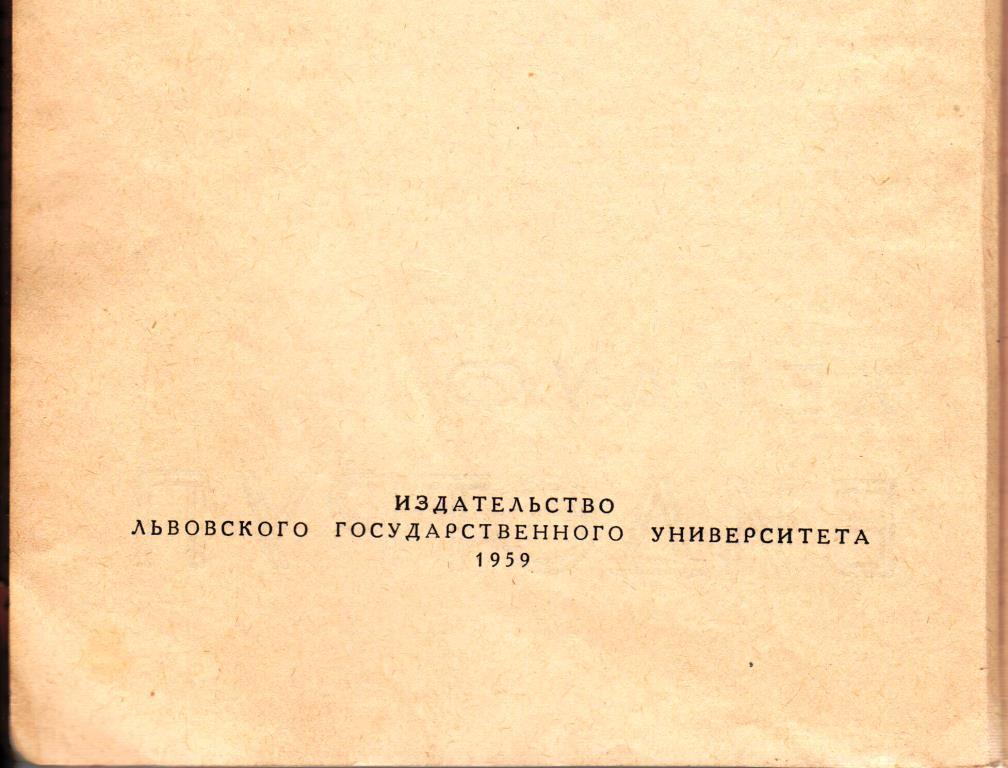 ИЗДАТЕЛЬСТВО
ЛЬВОВСКОГО ГОСУДАРСТВЕННОГО УНИВЕРСИТЕТА
1959